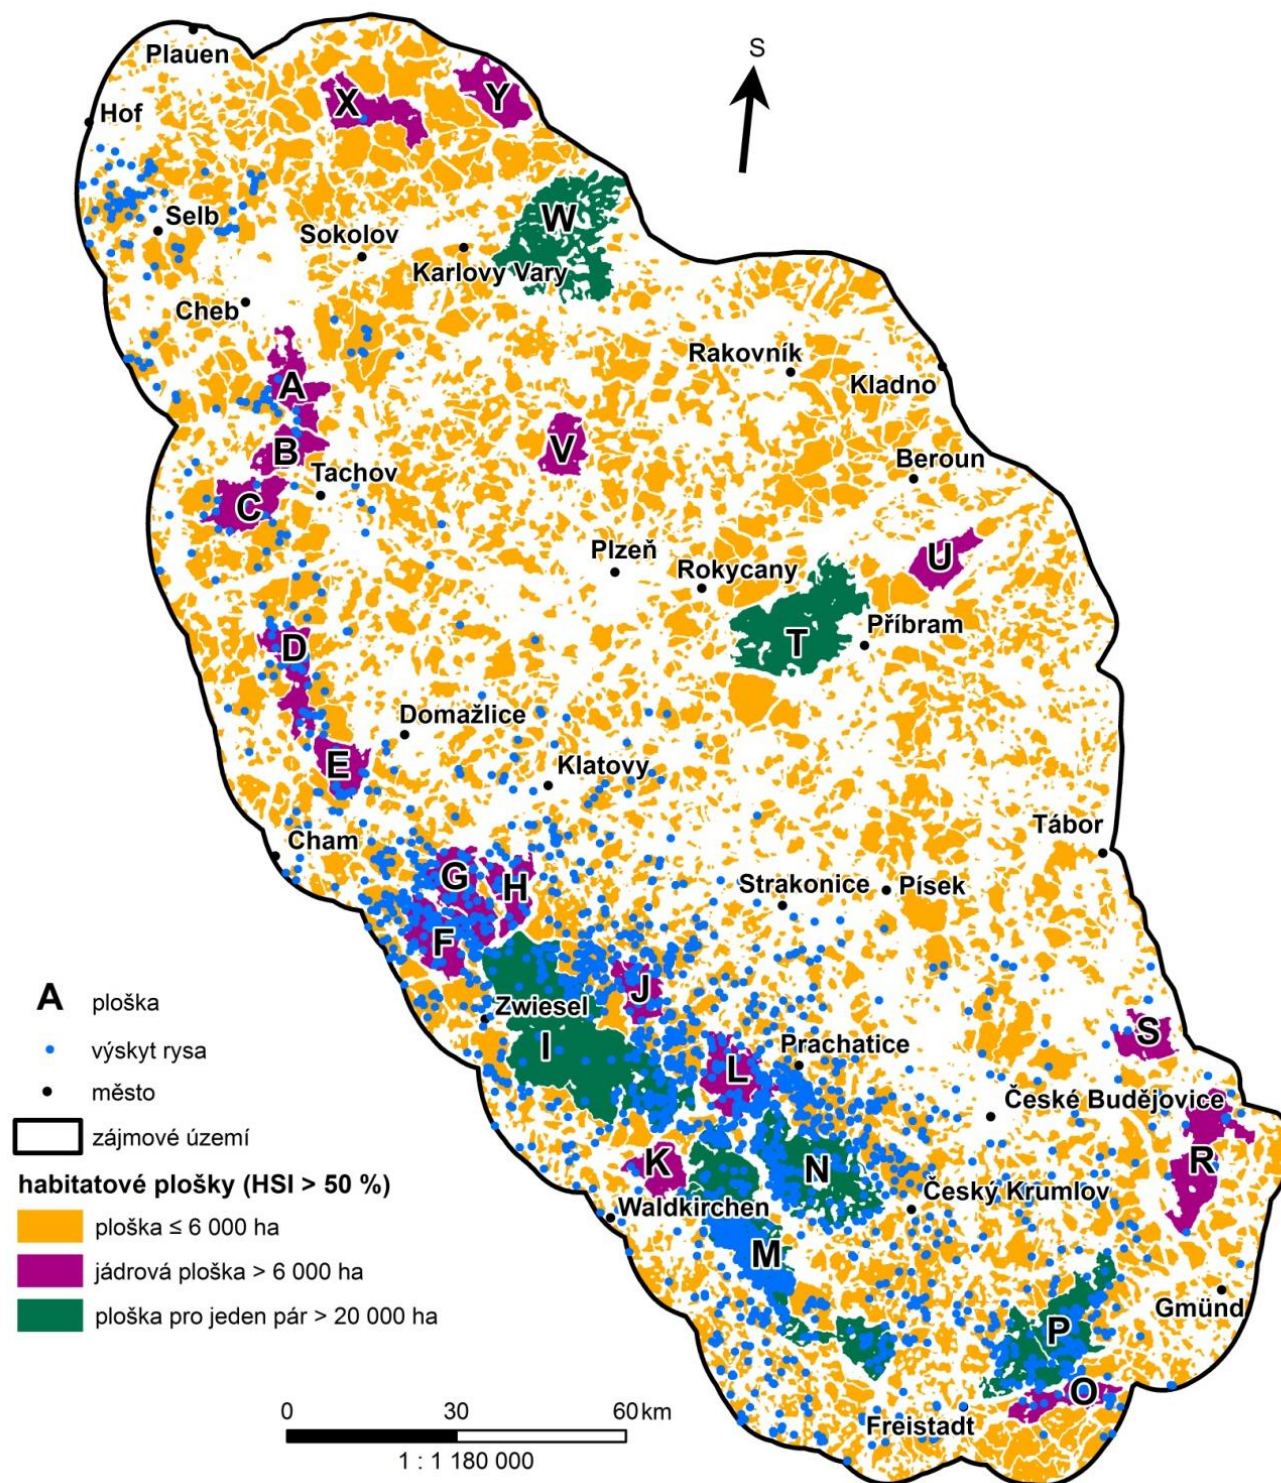 S
Plauen
X
Y
Hof
W
Selb
Sokolov
Karlovy Vary
Cheb
Rakovník
Kladno
A
B
V
Tachov
Beroun
C
Plzeň
U
Rokycany
Příbram
T
D
Domažlice
E
Klatovy
Tábor
Cham
G
H
Strakonice
Písek
F
J
Zwiesel
I
S
Prachatice
L
České Budějovice
K
N
R
Český Krumlov
Waldkirchen
M
Gmünd
P
O
Freistadt
A ploška
výskyt rysa
město
zájmové území
habitatové plošky (HSI > 50 %)
ploška ≤ 6 000 ha
jádrová ploška > 6 000 ha
ploška pro jeden pár > 20 000 ha
0 30 60 km
1 : 1 180 000